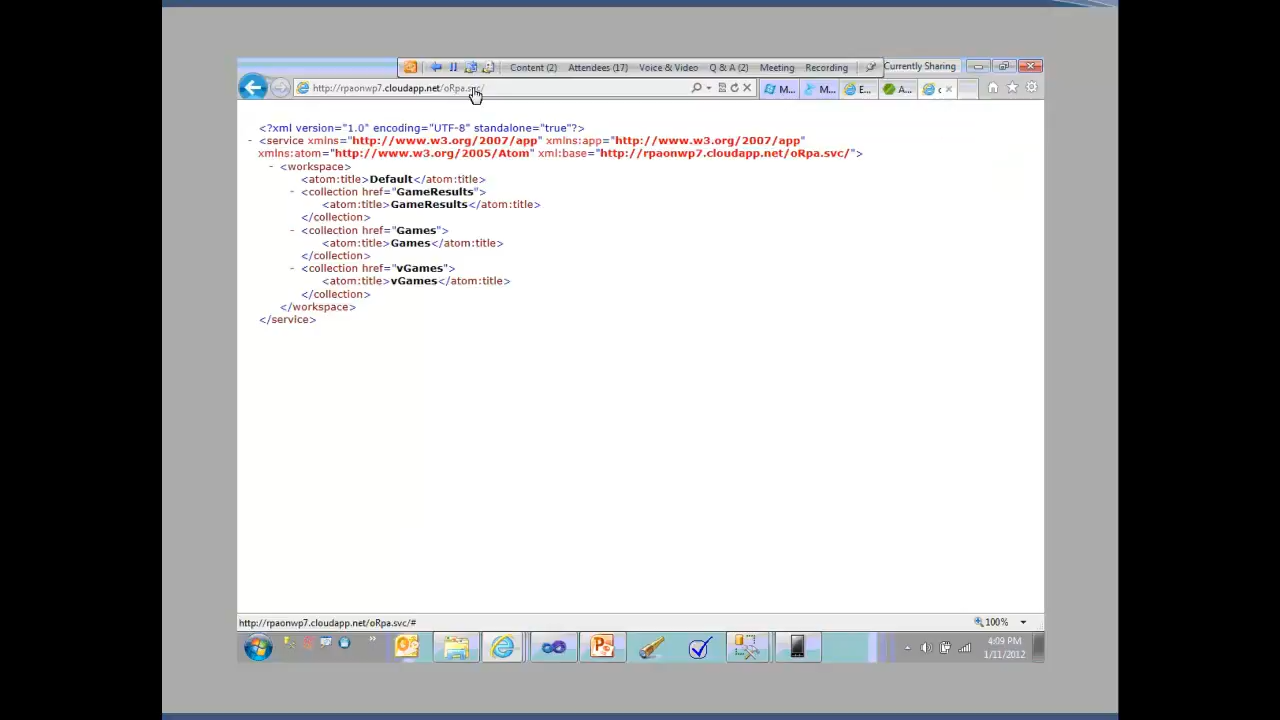 Content (2) Attendees (17) Voice & Video Q & A (2) Meeting Recording Currently Sharing
http://rpaonwp7.cloudapp.net/oRpa.svc/ M... M... E... A...
<?xml version="1.0" encoding="UTF-8" standalone="true"?>
- <service xmlns="http://www.w3.org/2007/app" xmlns:app="http://www.w3.org/2007/app"
xmlns:atom="http://www.w3.org/2005/Atom" xml:base="http://rpaonwp7.cloudapp.net/oRpa.svc/">
- <workspace>
<atom:title>Default</atom:title>
- <collection href="GameResults">
<atom:title>GameResults</atom:title>
</collection>
- <collection href="Games">
<atom:title>Games</atom:title>
</collection>
- <collection href="vGames">
<atom:title>vGames</atom:title>
</collection>
</workspace>
</service>
http://rpaonwp7.cloudapp.net/oRpa.svc/# 100%
4:09 PM
1/11/2012